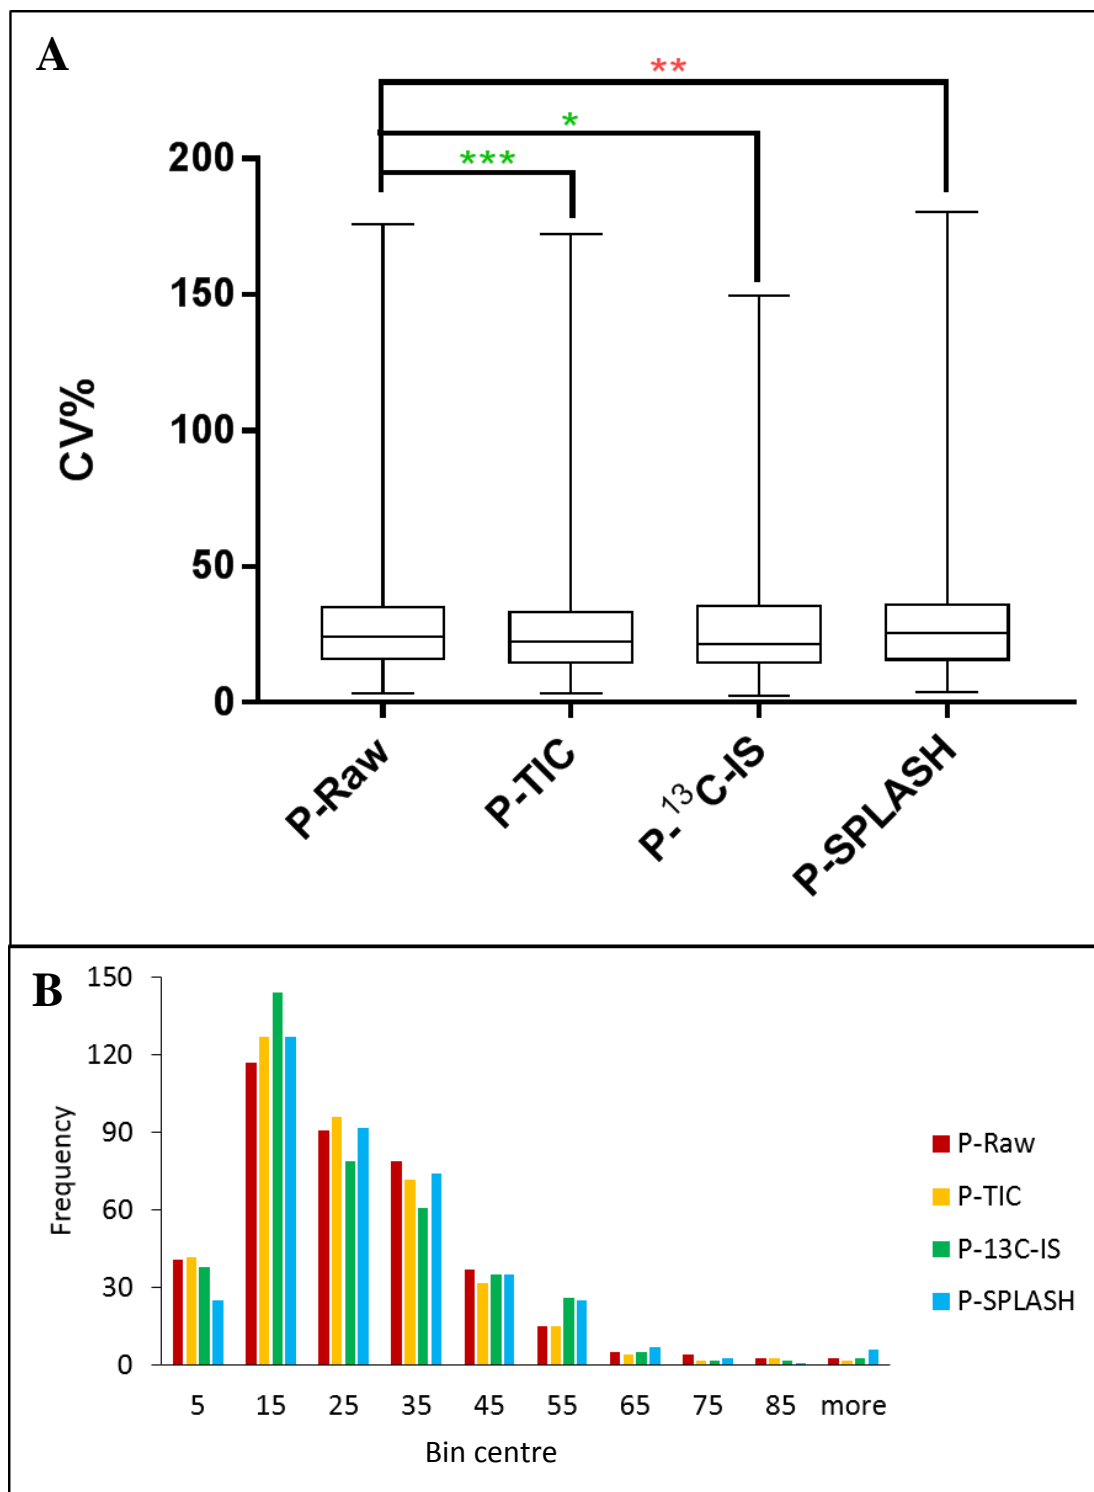 A
**
*
***
200
150
100
50
0
CV%
P-Raw
P-TIC
P-¹³C-IS
P-SPLASH
B
150
120
90
60
30
0
Frequency
5 15 25 35 45 55 65 75 85 more
Bin centre
P-Raw
P-TIC
P-13C-IS
P-SPLASH